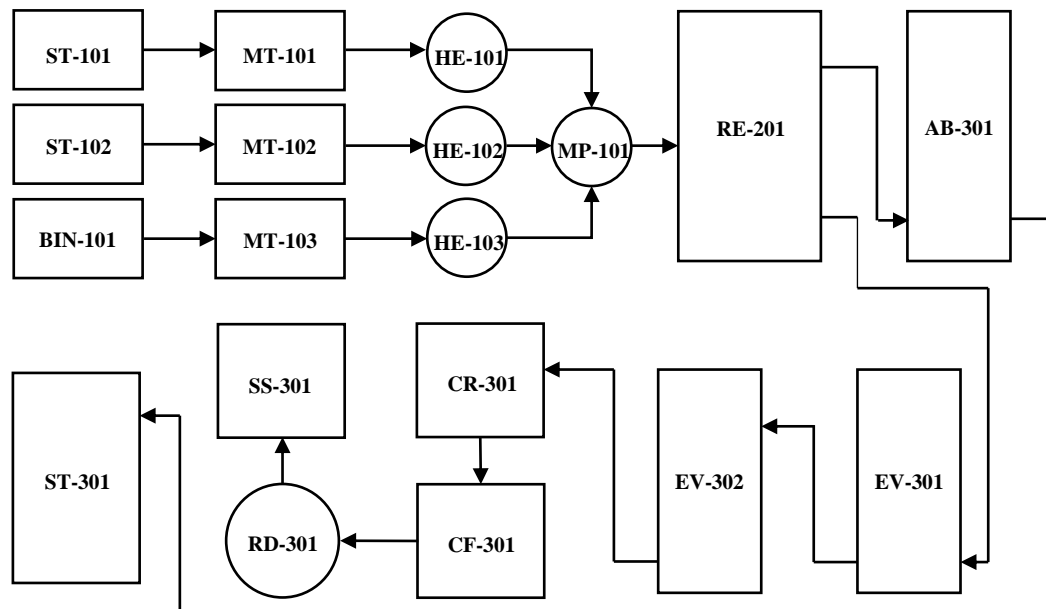 ST-101
MT-101
HE-101
ST-102
MT-102
HE-102
MP-101
RE-201
AB-301
BIN-101
MT-103
HE-103
SS-301
CR-301
ST-301
EV-302
EV-301
RD-301
CF-301